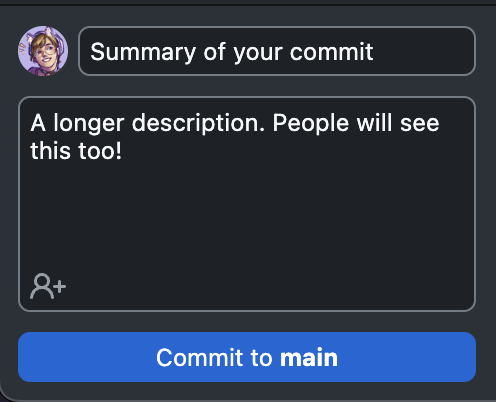 Summary of your commit
A longer description. People will see
this too!
Commit to main